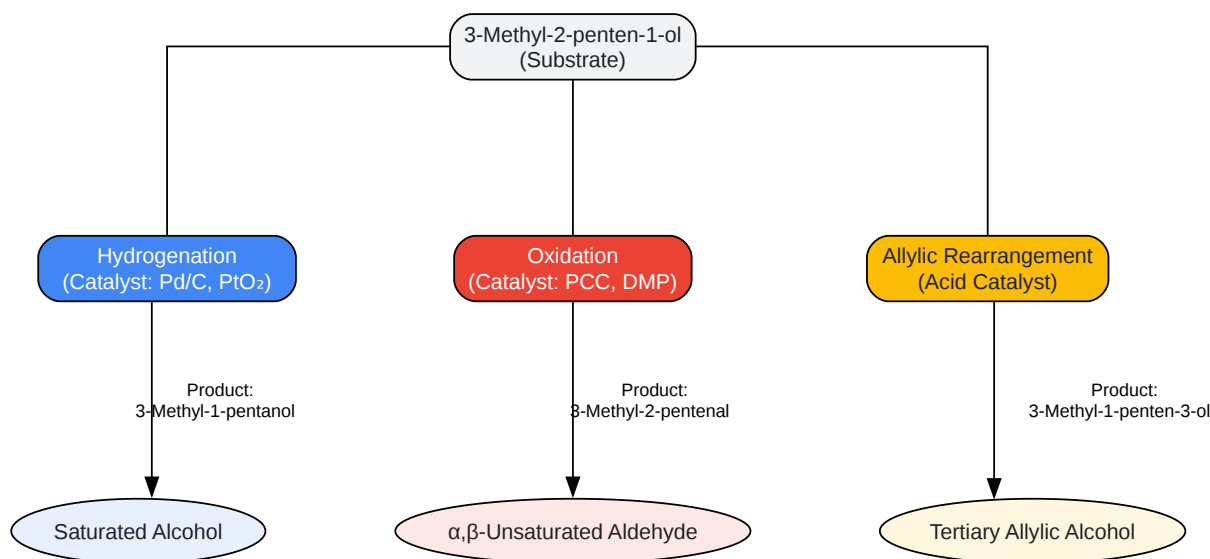 3-Methyl-2-penten-1-ol
(Substrate)
Hydrogenation
(Catalyst: Pd/C, PtO₂)
Oxidation
(Catalyst: PCC, DMP)
Allylic Rearrangement
(Acid Catalyst)
Product:
3-Methyl-1-pentanol
Product:
3-Methyl-2-pentenal
Product:
3-Methyl-1-penten-3-ol
Saturated Alcohol
α,β-Unsaturated Aldehyde
Tertiary Allylic Alcohol